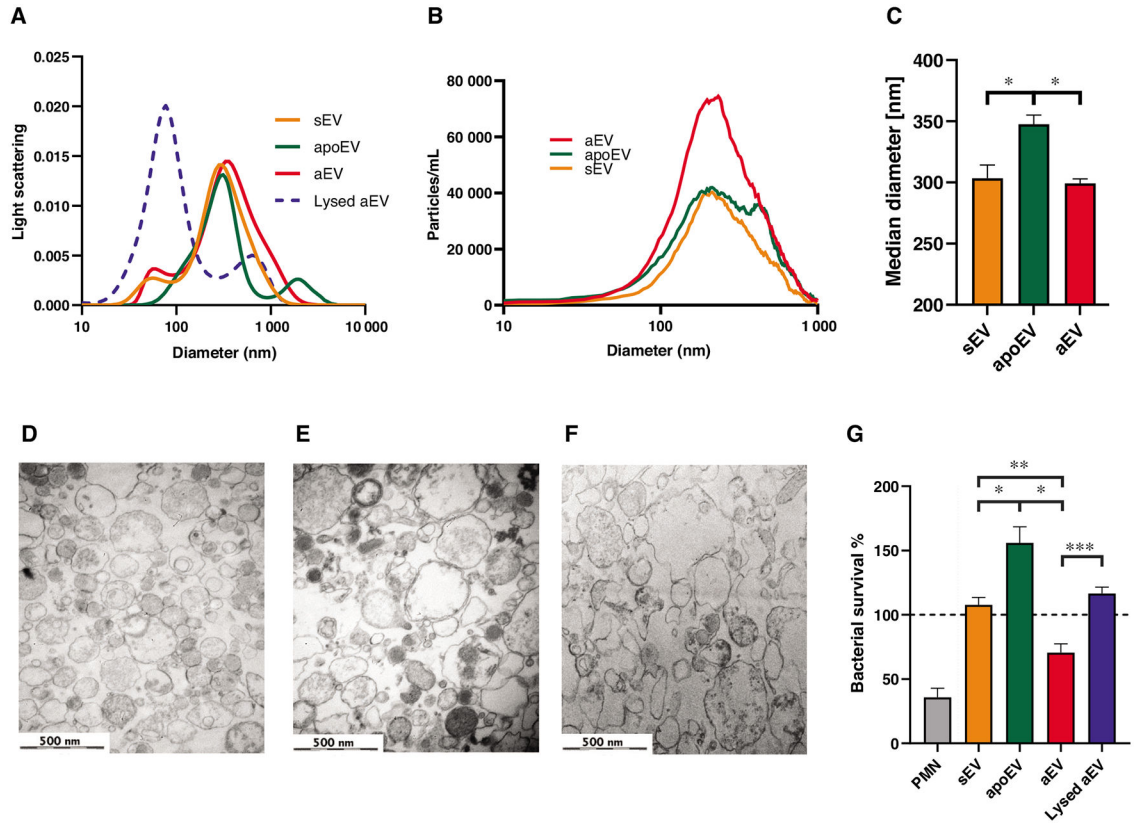 A
0.025
0.020
0.015
0.010
0.005
0.000
Light scattering
10
100
1 000
10 000
Diameter (nm)
sEV
apoEV
aEV
Lysed aEV
B
80 000
60 000
40 000
20 000
0
Particles/mL
10
100
1 000
Diameter (nm)
aEV
apoEV
sEV
C
400
350
300
250
200
Median diameter [nm]
* *
sEV
apoEV
aEV
D
500 nm
E
500 nm
F
500 nm
G
200
150
100
50
0
Bacterial survival %
**
* *
***
PMN
sEV
apoEV
aEV
Lysed aEV